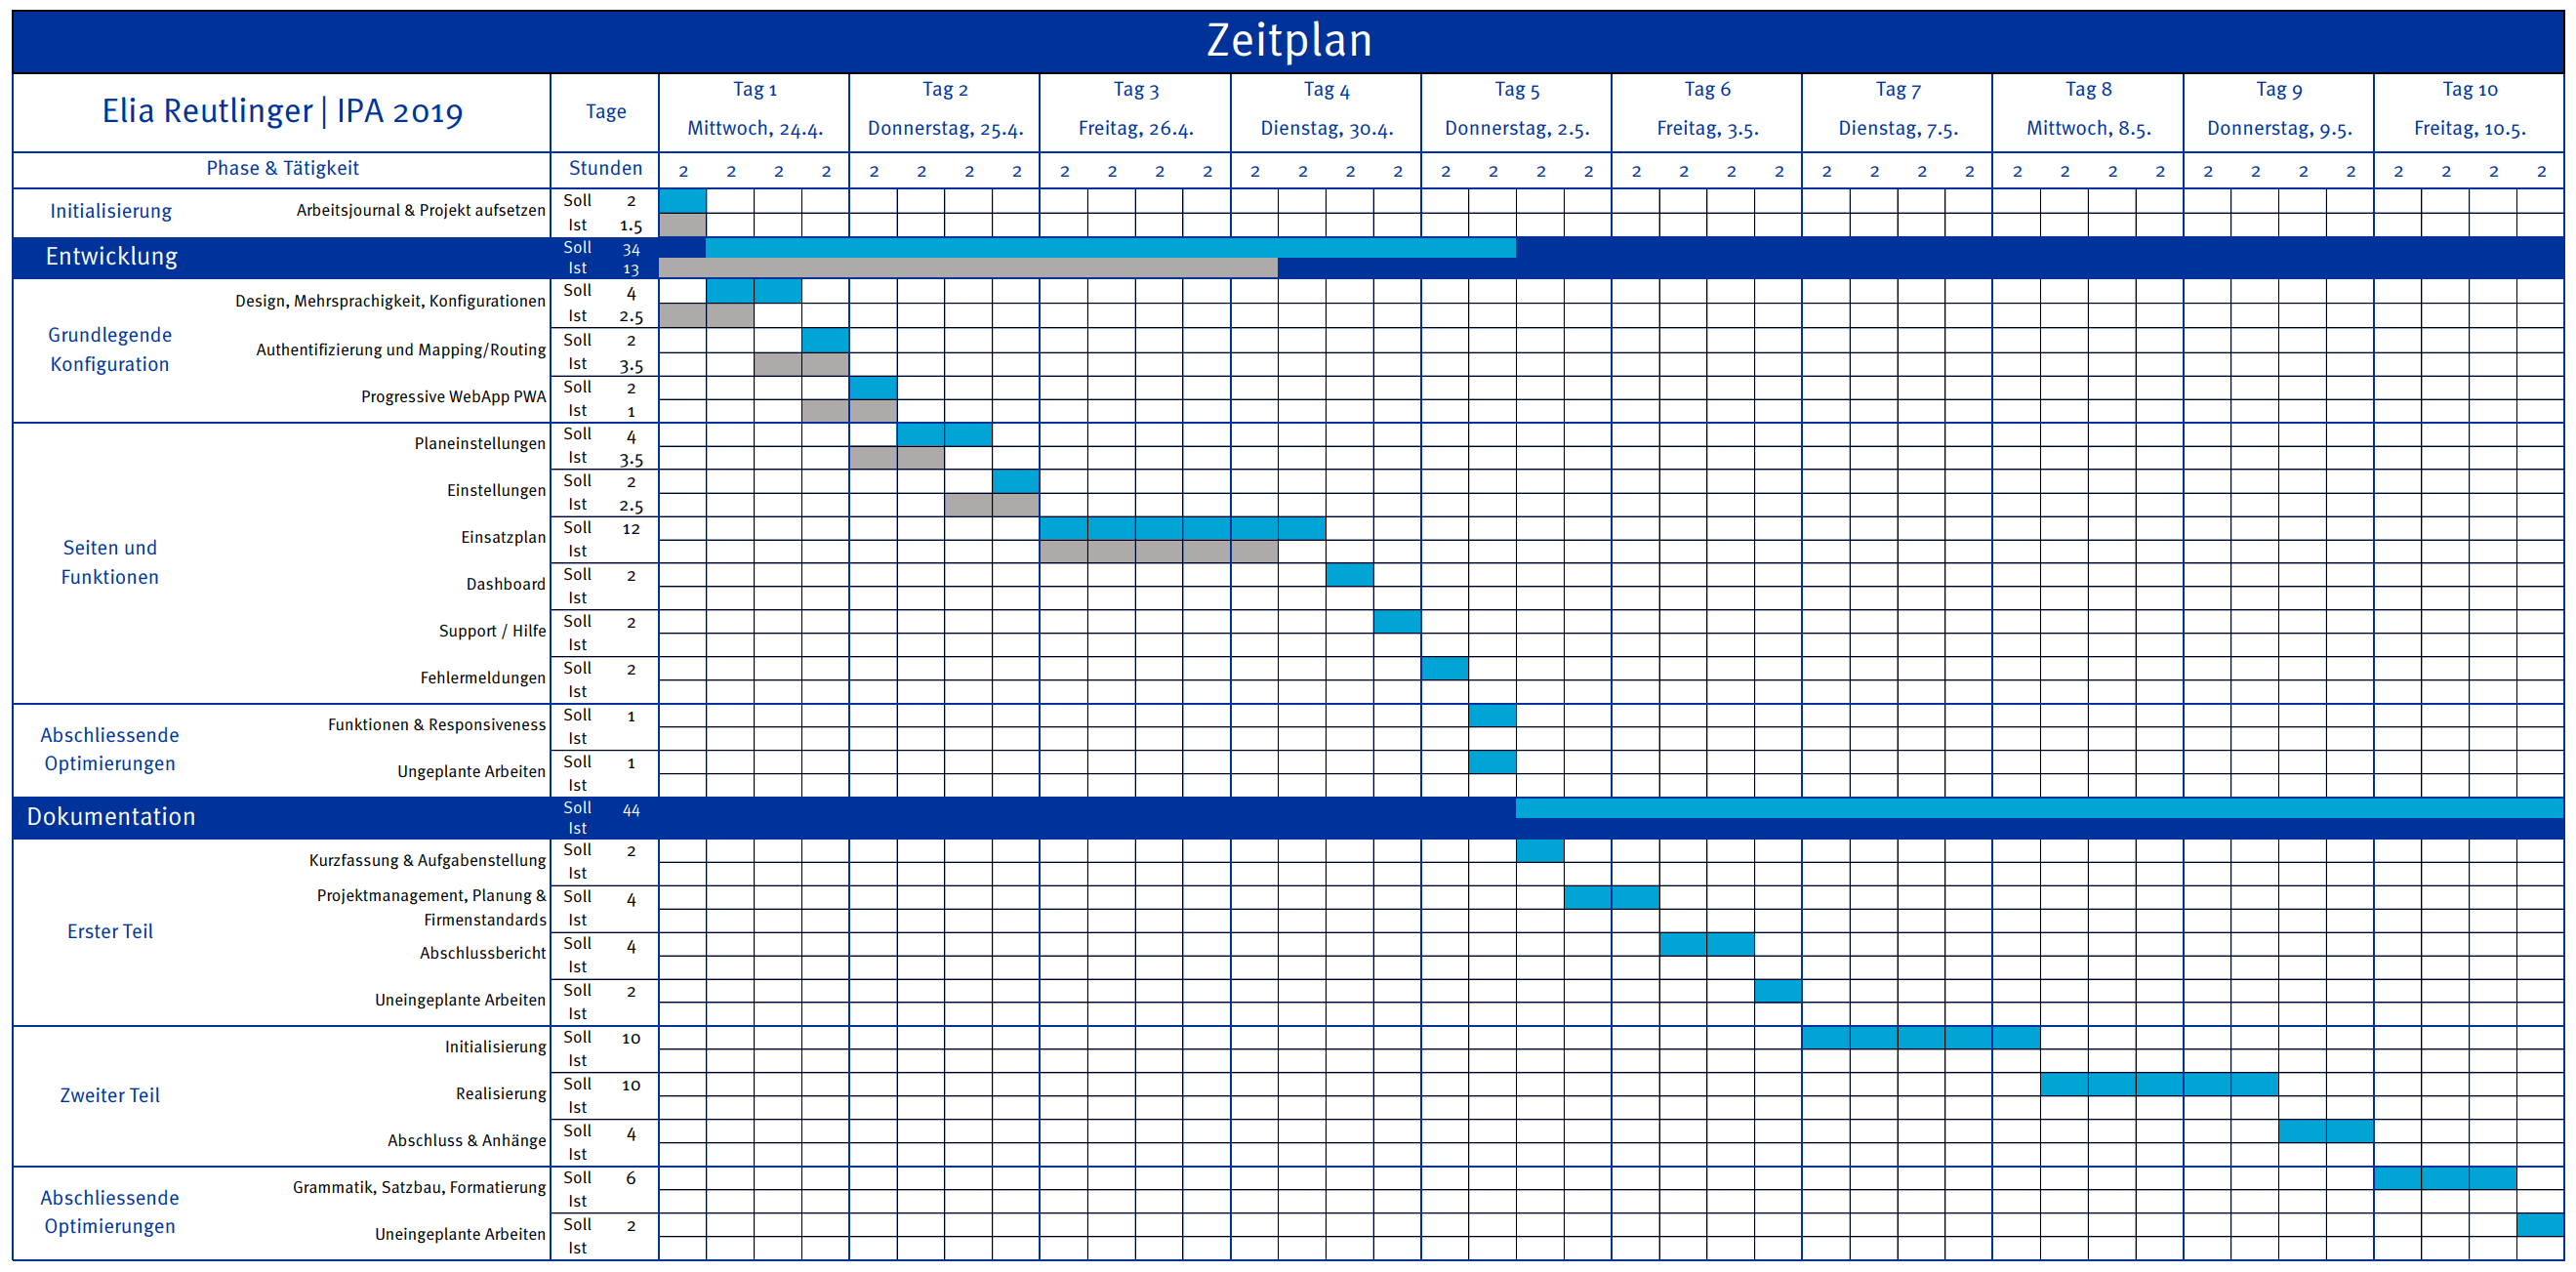 Zeitplan
Elia Reutlinger | IPA 2019
Tage
Tag 1 Tag 2 Tag 3 Tag 4 Tag 5 Tag 6 Tag 7 Tag 8 Tag 9 Tag 10
Mittwoch, 24.4. Donnerstag, 25.4. Freitag, 26.4. Dienstag, 30.4. Donnerstag, 2.5. Freitag, 3.5. Dienstag, 7.5. Mittwoch, 8.5. Donnerstag, 9.5. Freitag, 10.5.
Phase & Tätigkeit Stunden 2 2 2 2 2 2 2 2 2 2 2 2 2 2 2 2 2 2 2 2 2 2 2 2 2 2 2 2 2 2 2 2 2 2 2 2 2 2 2 2
Initialisierung
Arbeitsjournal & Projekt aufsetzen
Soll 2
Ist 1.5
Entwicklung
Soll 34
Ist 13
Grundlegende
Konfiguration
Design, Mehrsprachigkeit, Konfigurationen
Soll 4
Ist 2.5
Authentifizierung und Mapping/Routing
Soll 2
Ist 3.5
Progressive WebApp PWA
Soll 2
Ist 1
Seiten und
Funktionen
Planeinstellungen
Soll 4
Ist 3.5
Einstellungen
Soll 2
Ist 2.5
Einsatzplan
Soll 12
Ist
Dashboard
Soll 2
Ist
Support / Hilfe
Soll 2
Ist
Fehlermeldungen
Soll 2
Ist
Abschliessende
Optimierungen
Funktionen & Responsiveness
Soll 1
Ist
Ungeplante Arbeiten
Soll 1
Ist
Dokumentation
Soll 44
Ist
Erster Teil
Kurzfassung & Aufgabenstellung
Soll 2
Ist
Projektmanagement, Planung &
Firmenstandards
Soll 4
Ist
Abschlussbericht
Soll 4
Ist
Uneingeplante Arbeiten
Soll 2
Ist
Zweiter Teil
Initialisierung
Soll 10
Ist
Realisierung
Soll 10
Ist
Abschluss & Anhänge
Soll 4
Ist
Abschliessende
Optimierungen
Grammatik, Satzbau, Formatierung
Soll 6
Ist
Uneingeplante Arbeiten
Soll 2
Ist